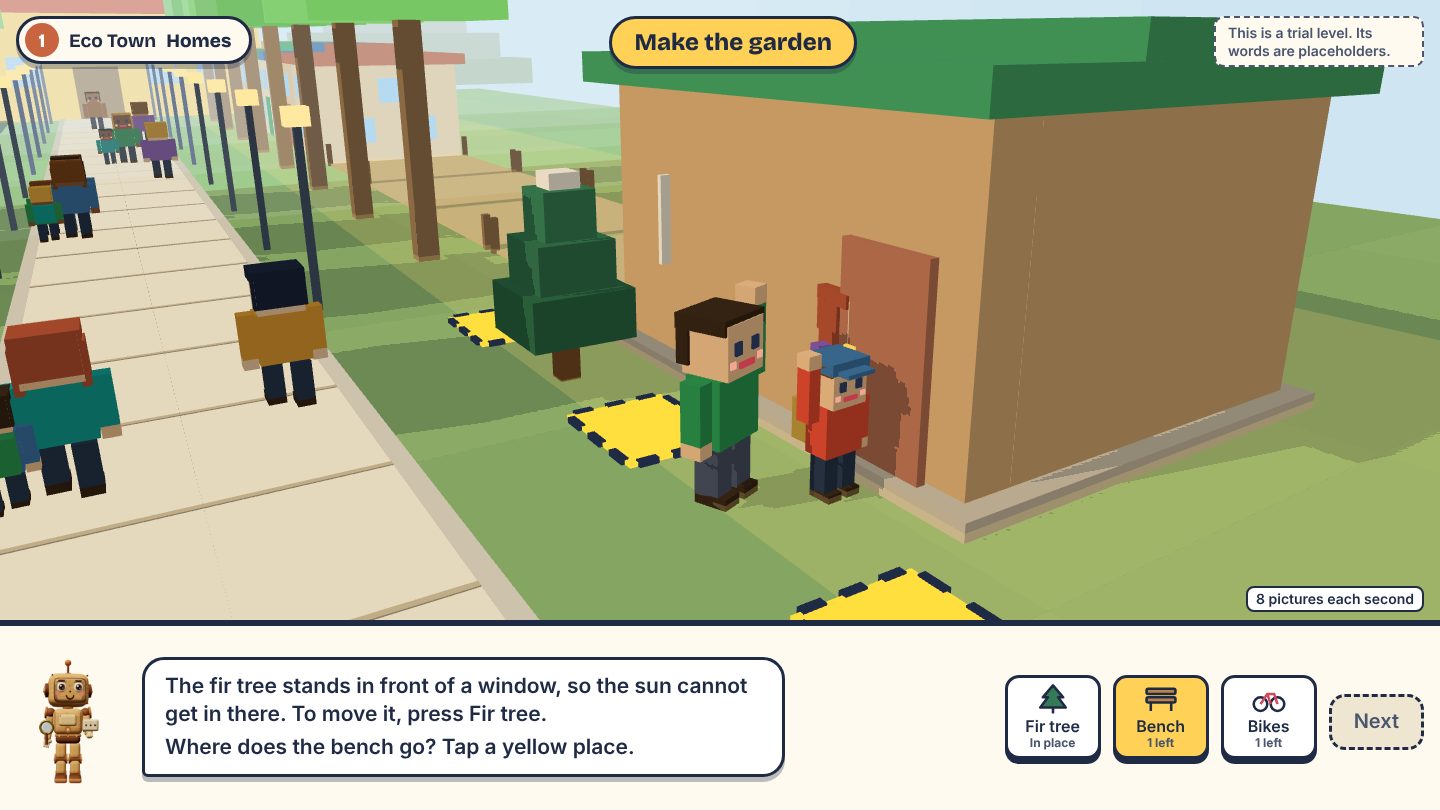 1 Eco Town Homes
Make the garden
This is a trial level. Its
words are placeholders.
8 pictures each second
The fir tree stands in front of a window, so the sun cannot
get in there. To move it, press Fir tree.
Where does the bench go? Tap a yellow place.
Fir tree
In place
Bench
1 left
Bikes
1 left
Next